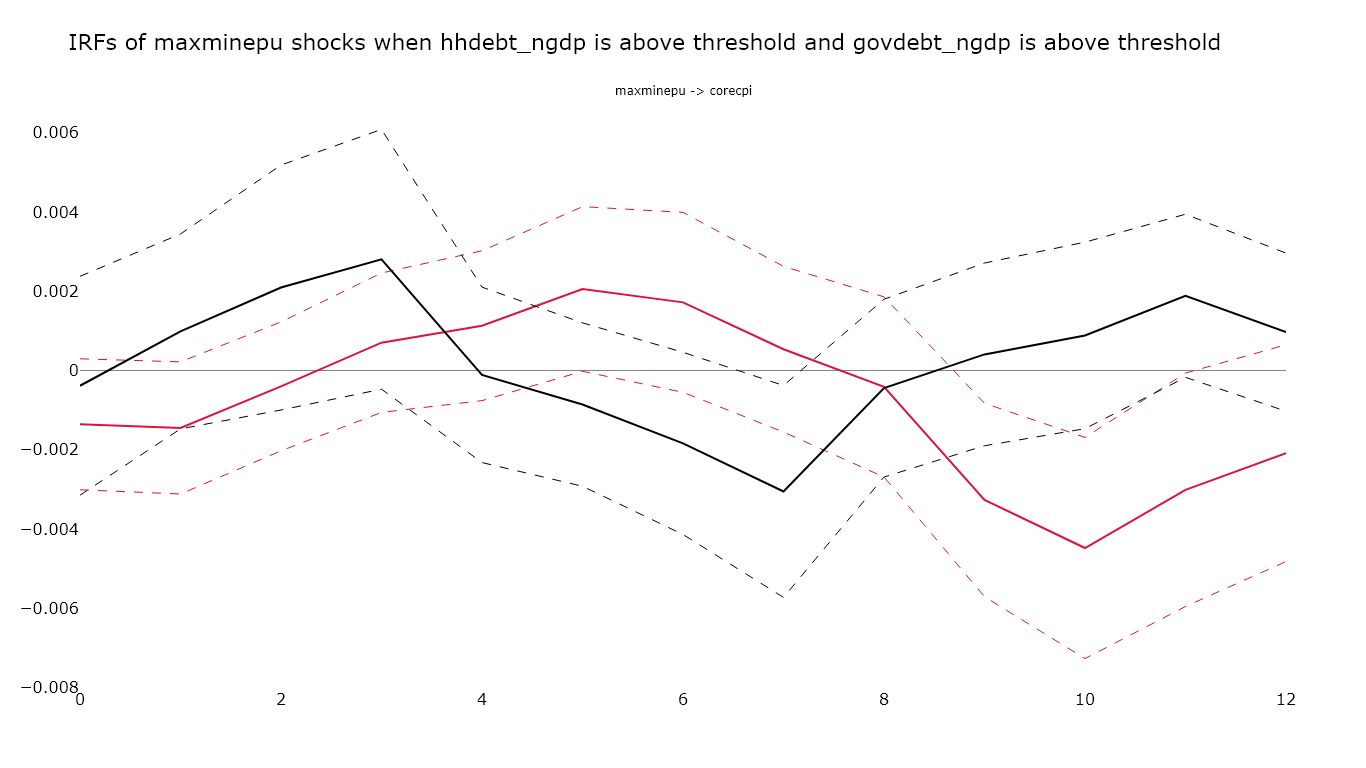 IRFs of maxminepu shocks when hhdebt_ngdp is above threshold and govdebt_ngdp is above threshold
maxminepu -> corecpi
0.006
0.004
0.002
0
−0.002
−0.004
−0.006
−0.008
0 2 4 6 8 10 12